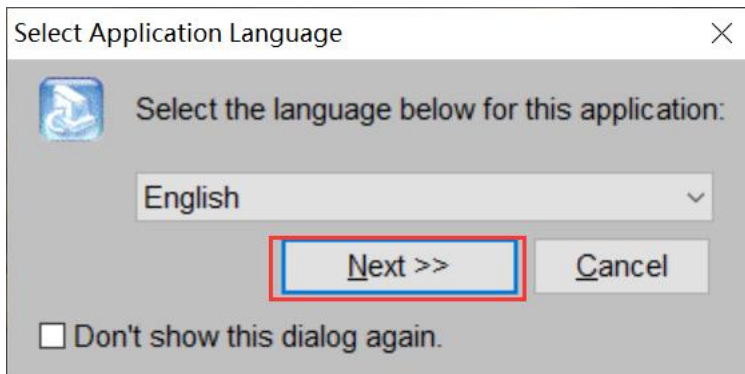 Select Application Language
Select the language below for this application:
English
Next >>
Cancel
Don't show this dialog again.